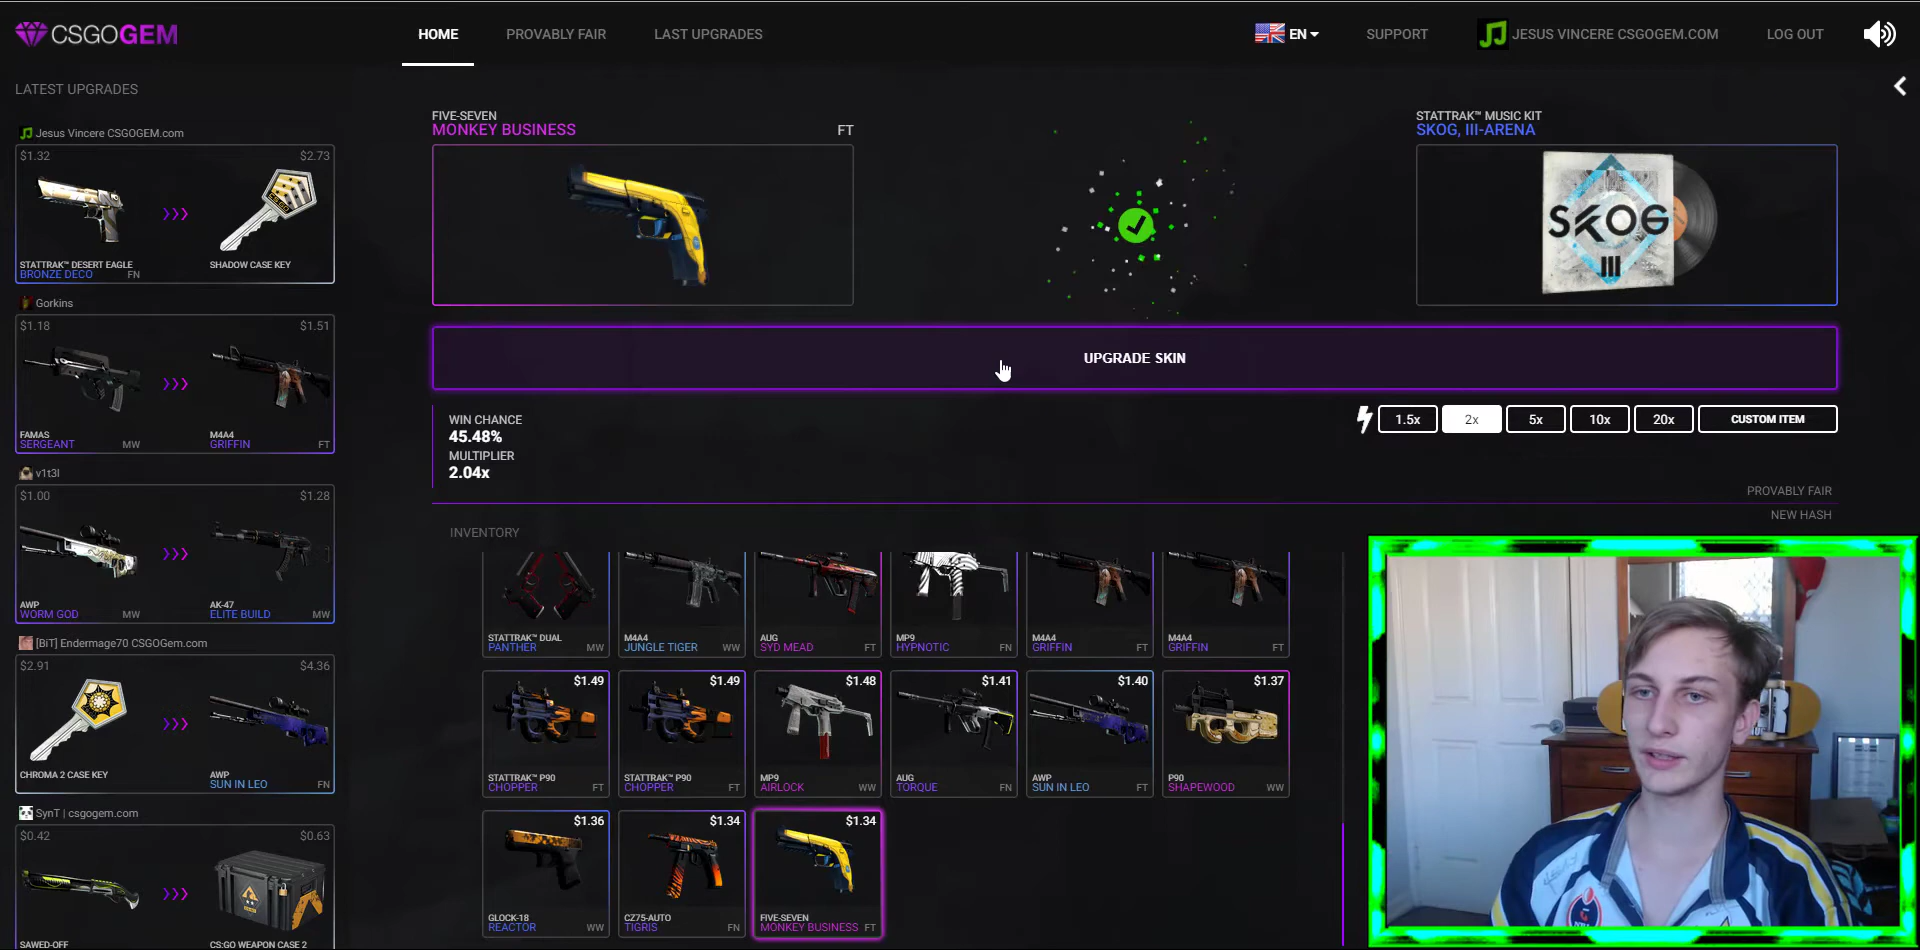 CSGOGEM
HOME
PROVABLY FAIR
LAST UPGRADES
EN
SUPPORT
JESUS VINCERE CSGOGEM.COM
LOG OUT
LATEST UPGRADES
Jesus Vincere CSGOGEM.com
$1.32
$2.73
STATTRAK™ DESERT EAGLE
BRONZE DECO
FN
SHADOW CASE KEY
Gorkins
$1.18
$1.51
FAMAS
SERGEANT
MW
M4A4
GRIFFIN
FT
v1t3l
$1.00
$1.28
AWP
WORM GOD
MW
AK-47
ELITE BUILD
MW
[BiT] Endermage70 CSGOGem.com
$2.91
$4.36
CHROMA 2 CASE KEY
AWP
SUN IN LEO
FN
SynT | csgogem.com
$0.42
$0.63
SAWED-OFF
CS:GO WEAPON CASE 2
FIVE-SEVEN
MONKEY BUSINESS
FT
STATTRAK™ MUSIC KIT
SKOG, III-ARENA
SKOG
III
UPGRADE SKIN
WIN CHANCE
45.48%
MULTIPLIER
2.04x
1.5x
2x
5x
10x
20x
CUSTOM ITEM
PROVABLY FAIR
NEW HASH
INVENTORY
STATTRAK™ DUAL
PANTHER
MW
M4A4
JUNGLE TIGER
WW
AUG
SYD MEAD
FT
MP9
HYPNOTIC
FN
M4A4
GRIFFIN
FT
M4A4
GRIFFIN
FT
$1.49
STATTRAK™ P90
CHOPPER
FT
$1.49
STATTRAK™ P90
CHOPPER
FT
$1.48
MP9
AIRLOCK
WW
$1.41
AUG
TORQUE
FN
$1.40
AWP
SUN IN LEO
FT
$1.37
P90
SHAPEWOOD
WW
$1.36
GLOCK-18
REACTOR
WW
$1.34
CZ75-AUTO
TIGRIS
FN
$1.34
FIVE-SEVEN
MONKEY BUSINESS
FT